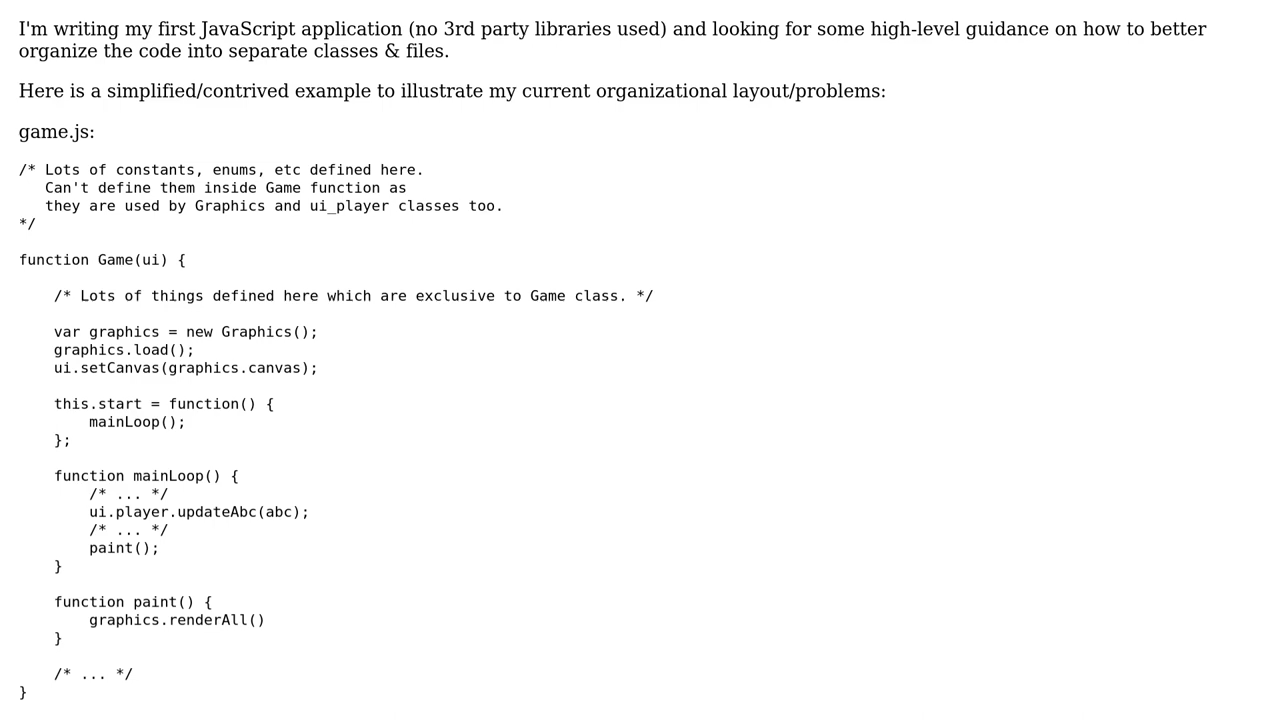 I'm writing my first JavaScript application (no 3rd party libraries used) and looking for some high-level guidance on how to better
organize the code into separate classes & files.
Here is a simplified/contrived example to illustrate my current organizational layout/problems:
game.js:
/* Lots of constants, enums, etc defined here.
   Can't define them inside Game function as
   they are used by Graphics and ui_player classes too.
*/
function Game(ui) {
    /* Lots of things defined here which are exclusive to Game class. */
    var graphics = new Graphics();
    graphics.load();
    ui.setCanvas(graphics.canvas);
    this.start = function() {
        mainLoop();
    };
    function mainLoop() {
        /* ... */
        ui.player.updateAbc(abc);
        /* ... */
        paint();
    }
    function paint() {
        graphics.renderAll()
    }
    /* ... */
}